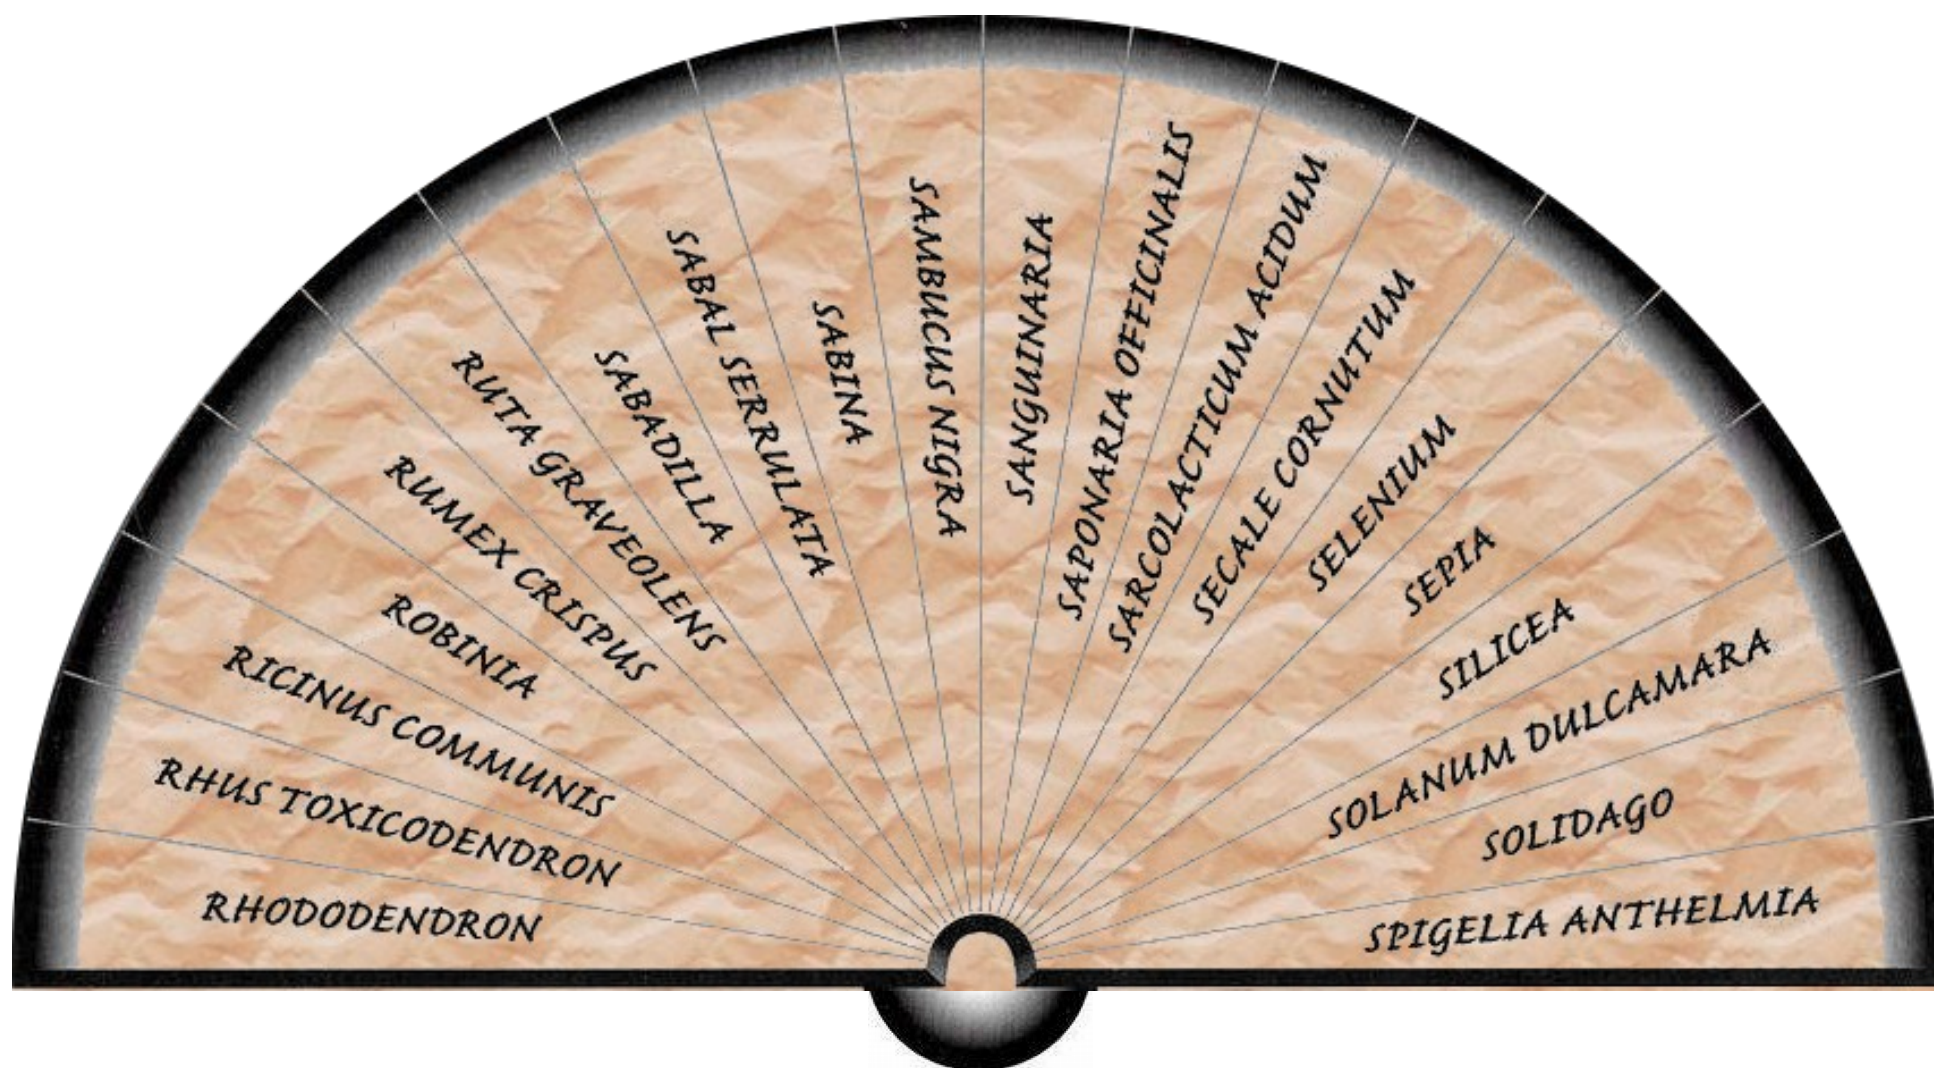 RHODODENDRON
RHUS TOXICODENDRON
RICINUS COMMUNIS
ROBINIA
RUMEX CRISPUS
RUTA GRAVEOLENS
SABADILLA
SABAL SERRULATA
SABINA
SAMBUCUS NIGRA
SANGUINARIA
SAPONARIA OFFICINALIS
SARCOLACTICUM ACIDUM
SECALE CORNUTUM
SELENIUM
SEPIA
SILICEA
SOLANUM DULCAMARA
SOLIDAGO
SPIGELIA ANTHELMIA